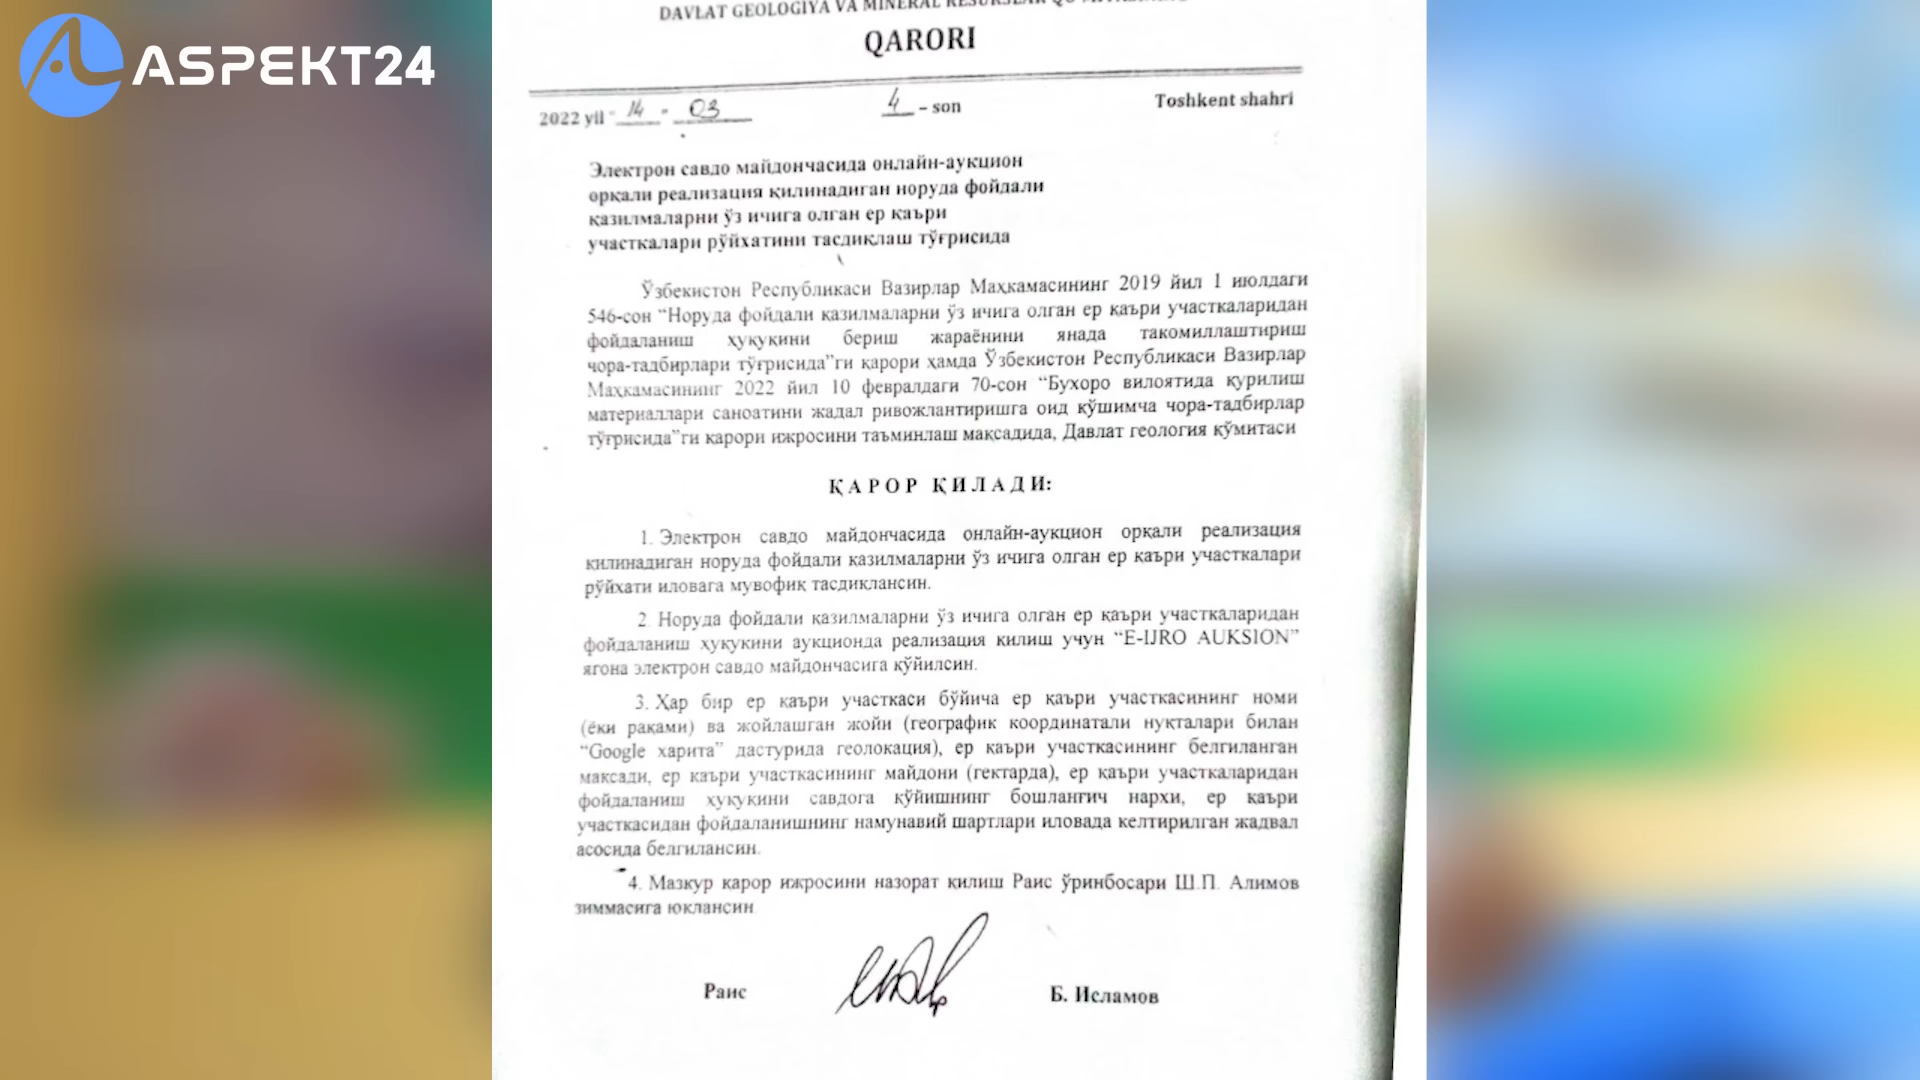 ASPEKT24
DAVLAT GEOLOGIYA VA MINERAL RESURSLAR
QARORI
2022 yil " 14 - 03
4 – son
Toshkent shahri
Электрон савдо майдончасида онлайн-аукцион
орқали реализация қилинадиган норуда фойдали
қазилмаларни ўз ичига олган ер қаъри
участкалари рўйхатини тасдиқлаш тўғрисида
Ўзбекистон Республикаси Вазирлар Маҳкамасининг 2019 йил 1 июлдаги
546-сон “Норуда фойдали қазилмаларни ўз ичига олган ер қаъри участкаларидан
фойдаланиш ҳуқуқини бериш жараёнини янада такомиллаштириш
чора-тадбирлари тўғрисида”ги қарори ҳамда Ўзбекистон Республикаси Вазирлар
Маҳкамасининг 2022 йил 10 февралдаги 70-сон “Бухоро вилоятида қурилиш
материаллари саноатини жадал ривожлантиришга оид қўшимча чора-тадбирлар
тўғрисида”ги қарори ижросини таъминлаш мақсадида, Давлат геология қўмитаси
ҚАРОР ҚИЛАДИ:
1. Электрон савдо майдончасида онлайн-аукцион орқали реализация
қилинадиган норуда фойдали қазилмаларни ўз ичига олган ер қаъри участкалари
рўйхати иловага мувофиқ тасдиқлансин.
2. Норуда фойдали қазилмаларни ўз ичига олган ер қаъри участкаларидан
фойдаланиш ҳуқуқини аукционда реализация қилиш учун “E-IJRO AUKSION”
ягона электрон савдо майдончасига қўйилсин.
3. Ҳар бир ер қаъри участкаси бўйича ер қаъри участкасининг номи
(ёки рақами) ва жойлашган жойи (географик координатали нуқталари билан
“Google харита” дастурида геолокация), ер қаъри участкасининг белгиланган
мақсади, ер қаъри участкасининг майдони (гектарда), ер қаъри участкаларидан
фойдаланиш ҳуқуқини савдога қўйишнинг бошланғич нархи, ер қаъри
участкасидан фойдаланишнинг намунавий шартлари иловада келтирилган жадвал
асосида белгилансин.
4. Мазкур қарор ижросини назорат қилиш Раис ўринбосари Ш.П. Алимов
зиммасига юклансин
Раис
Б. Исламов